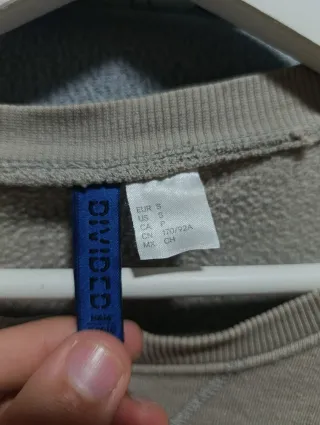 DIVIDED
EUR S
US S
CA P
CN 170/92A
MX CH